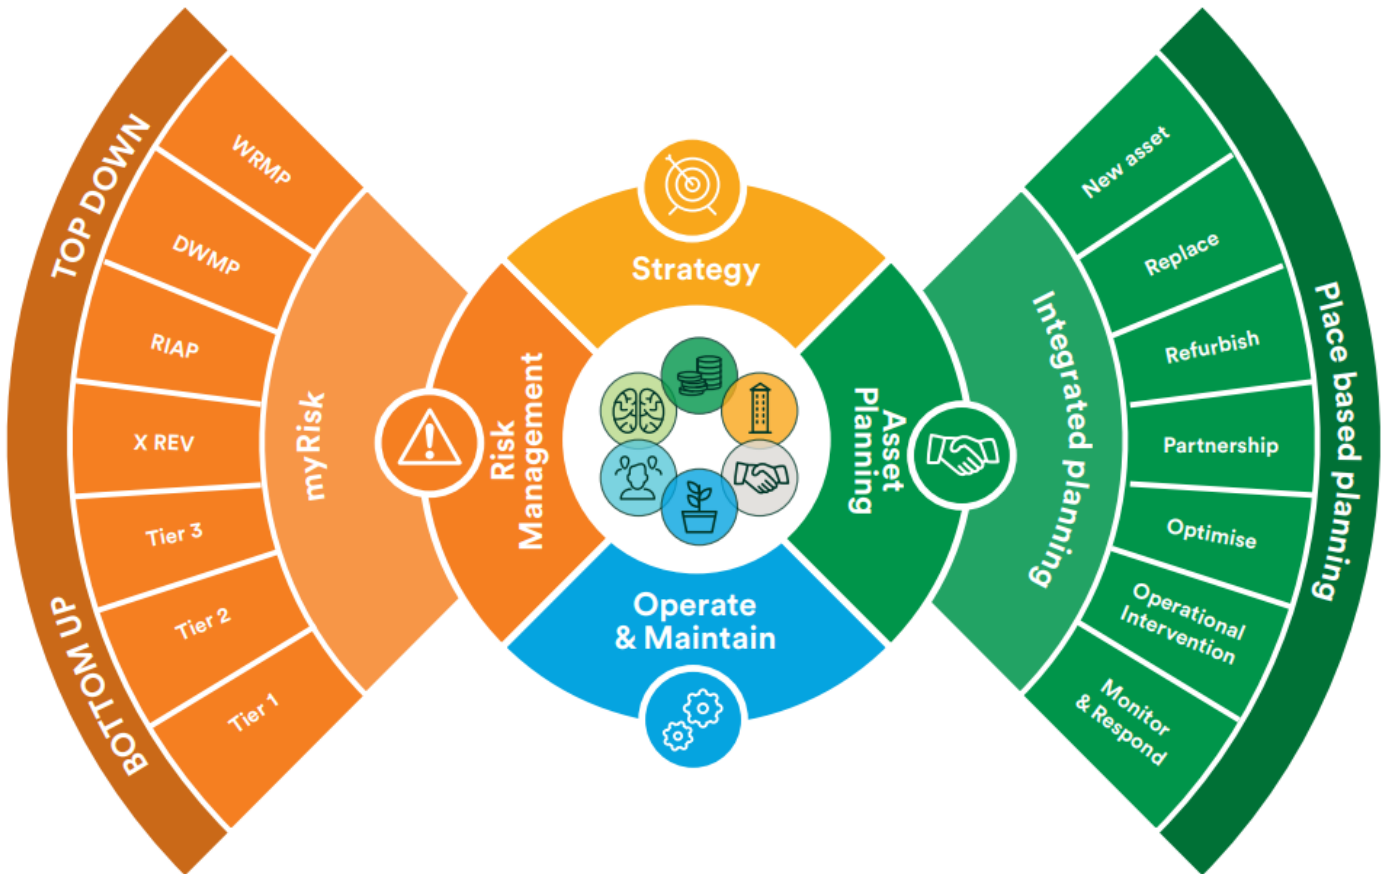 TOP DOWN
BOTTOM UP
WRMP
DWMP
RIAP
X REV
Tier 3
Tier 2
Tier 1
myRisk
Risk
Management
Strategy
Operate
& Maintain
Asset
Planning
Integrated planning
New asset
Replace
Refurbish
Partnership
Optimise
Operational
Intervention
Monitor
& Respond
Place based planning